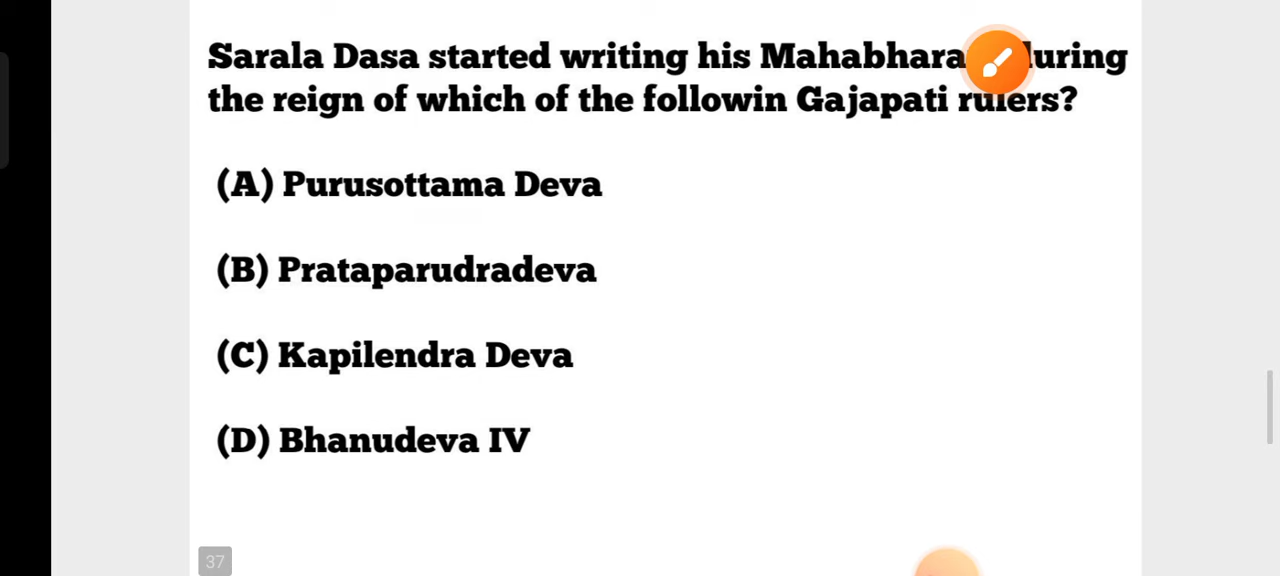 Sarala Dasa started writing his during
the reign of which of the followin Gajapati rulers?
(A) Purusottama Deva
(B) Prataparudradeva
(C) Kapilendra Deva
(D) Bhanudeva IV
37